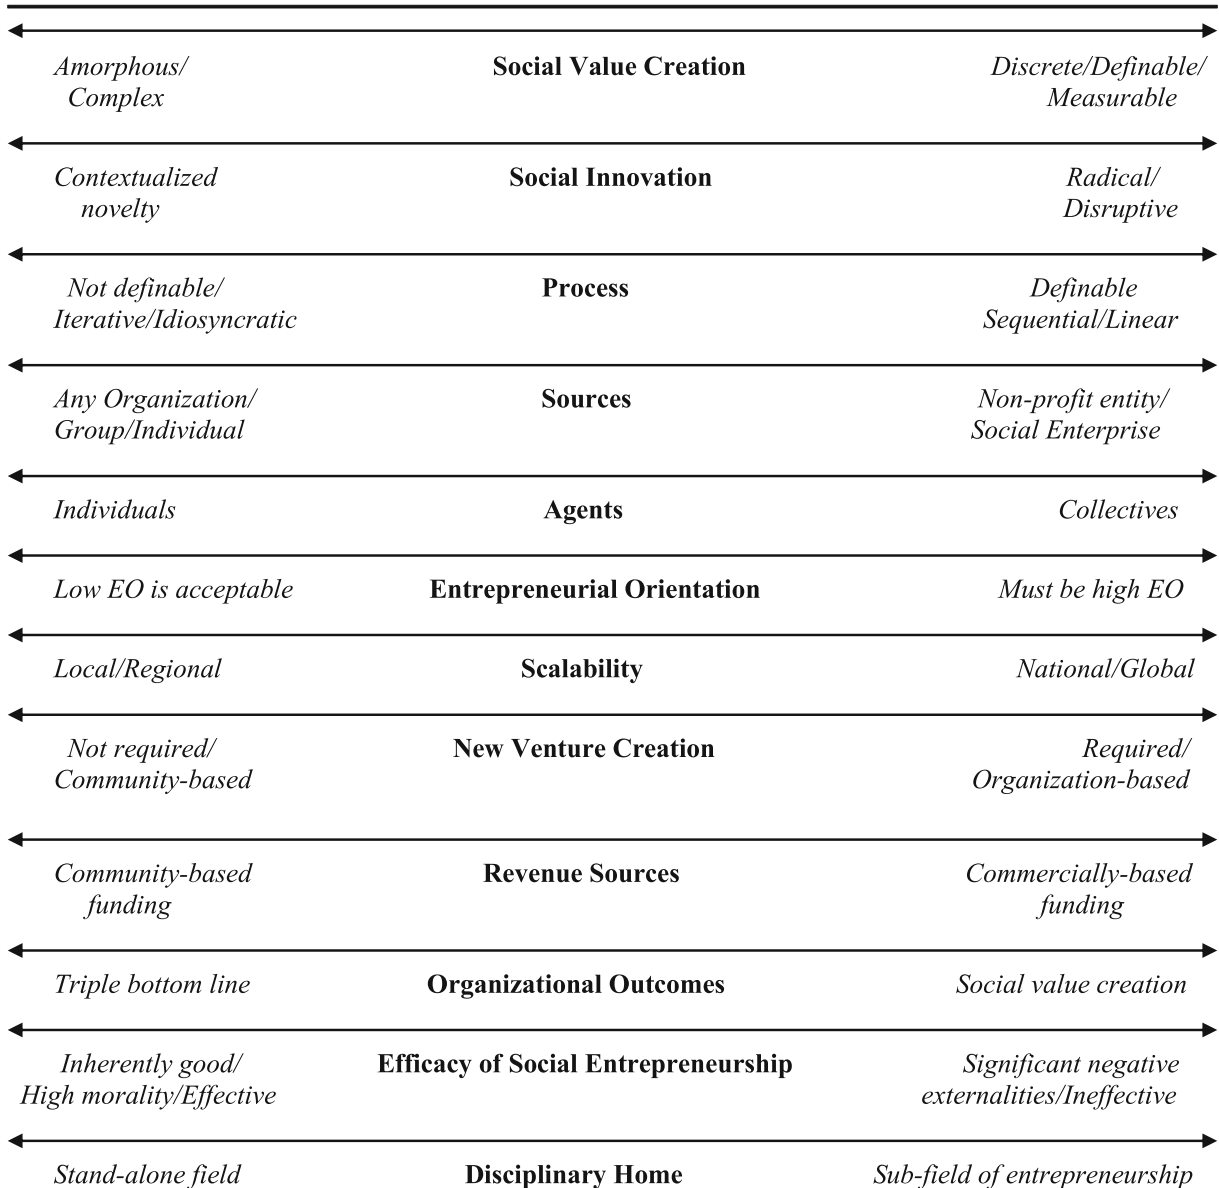 Amorphous/ Social Value Creation Discrete/Definable/
Complex Measurable
Contextualized Social Innovation Radical/
novelty Disruptive
Not definable/ Process Definable
Iterative/Idiosyncratic Sequential/Linear
Any Organization/ Sources Non-profit entity/
Group/Individual Social Enterprise
Individuals Agents Collectives
Low EO is acceptable Entrepreneurial Orientation Must be high EO
Local/Regional Scalability National/Global
Not required/ New Venture Creation Required/
Community-based Organization-based
Community-based Revenue Sources Commercially-based
funding funding
Triple bottom line Organizational Outcomes Social value creation
Inherently good/ Efficacy of Social Entrepreneurship Significant negative
High morality/Effective externalities/Ineffective
Stand-alone field Disciplinary Home Sub-field of entrepreneurship